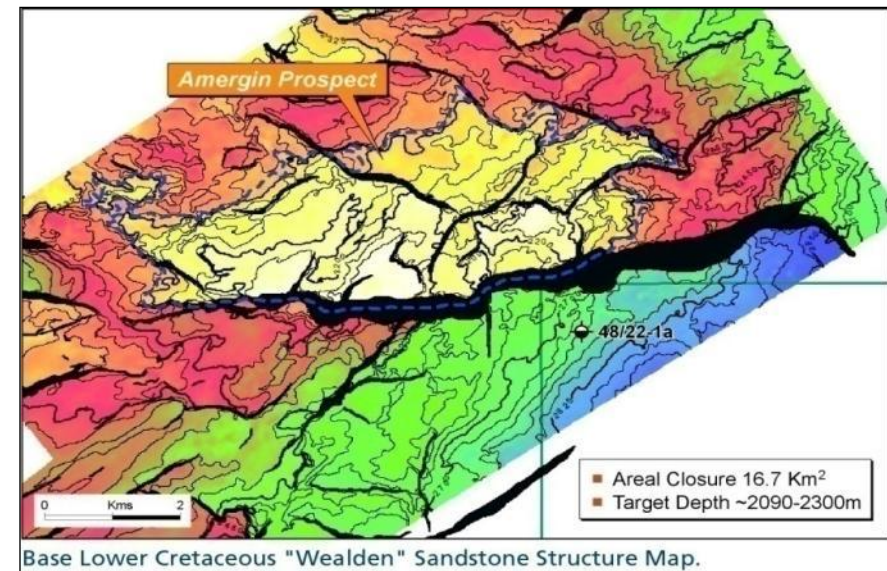 Amergin Prospect
48/22-1a
0 Kms 2
Areal Closure 16.7 Km²
Target Depth ~2090-2300m
Base Lower Cretaceous "Wealden" Sandstone Structure Map.